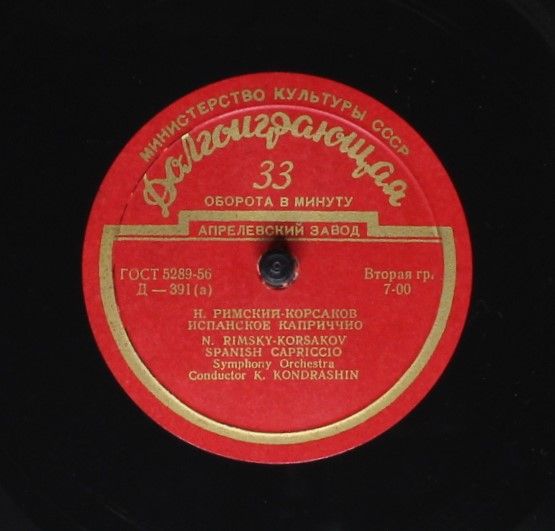 МИНИСТЕРСТВО КУЛЬТУРЫ СССР
Долгоиграющая
33
ОБОРОТА В МИНУТУ
АПРЕЛЕВСКИЙ ЗАВОД
ГОСТ 5289-56 Вторая гр.
Д — 391 (а) 7-00
Н. РИМСКИЙ-КОРСАКОВ
ИСПАНСКОЕ КАПРИЧЧИО
N. RIMSKY-KORSAKOV
SPANISH CAPRICCIO
Symphony Orchestra
Conductor K. KONDRASHIN